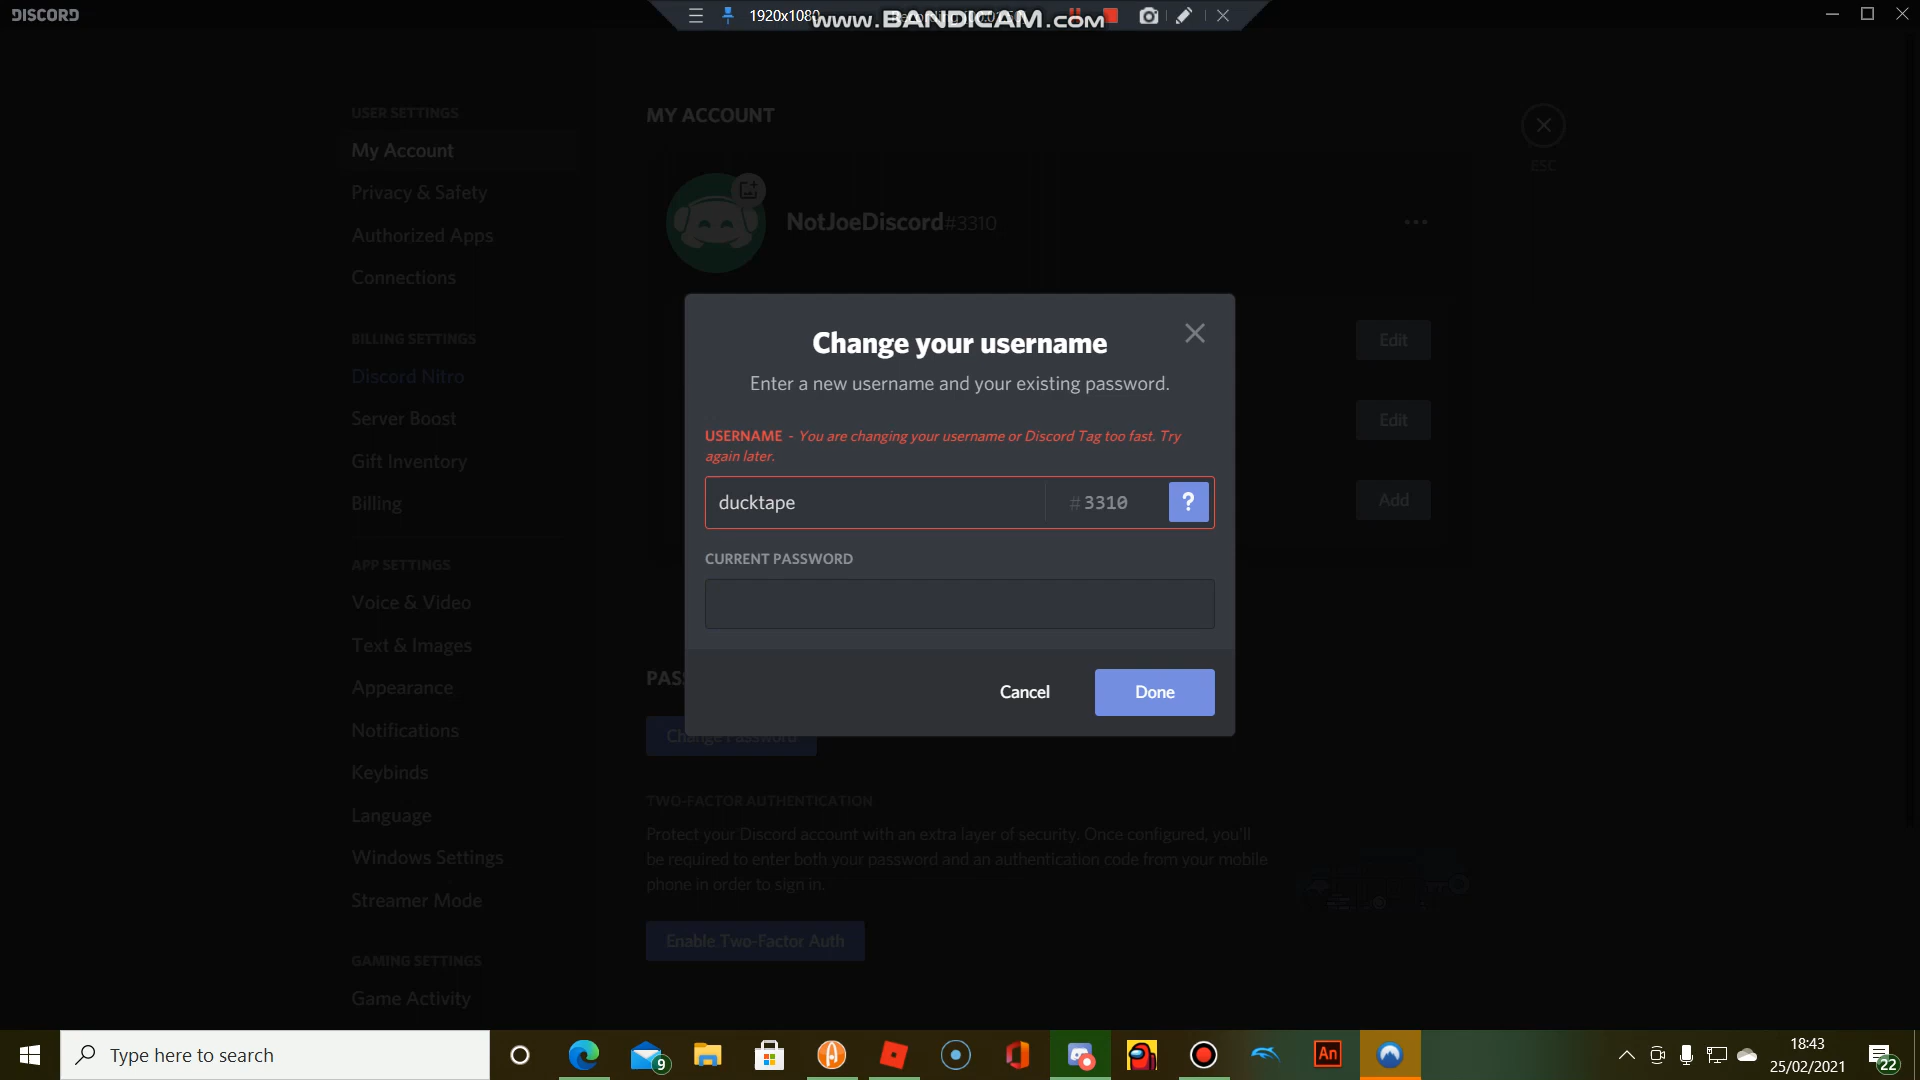 DISCORD
1920x1080
www.BANDICAM.com
USER SETTINGS
My Account
Privacy & Safety
Authorized Apps
Connections
BILLING SETTINGS
Discord Nitro
Server Boost
Gift Inventory
Billing
APP SETTINGS
Voice & Video
Text & Images
Appearance
Notifications
Keybinds
Language
Windows Settings
Streamer Mode
GAMING SETTINGS
Game Activity
MY ACCOUNT
NotJoeDiscord#3310
ESC
Edit
Edit
Add
Change your username
Enter a new username and your existing password.
USERNAME - You are changing your username or Discord Tag too fast. Try
again later.
ducktape #3310 ?
CURRENT PASSWORD
Cancel Done
PAS
Change Password
TWO-FACTOR AUTHENTICATION
Protect your Discord account with an extra layer of security. Once configured, you'll
be required to enter both your password and an authentication code from your mobile
phone in order to sign in.
Enable Two-Factor Auth
Type here to search
9
An
18:43
25/02/2021
22